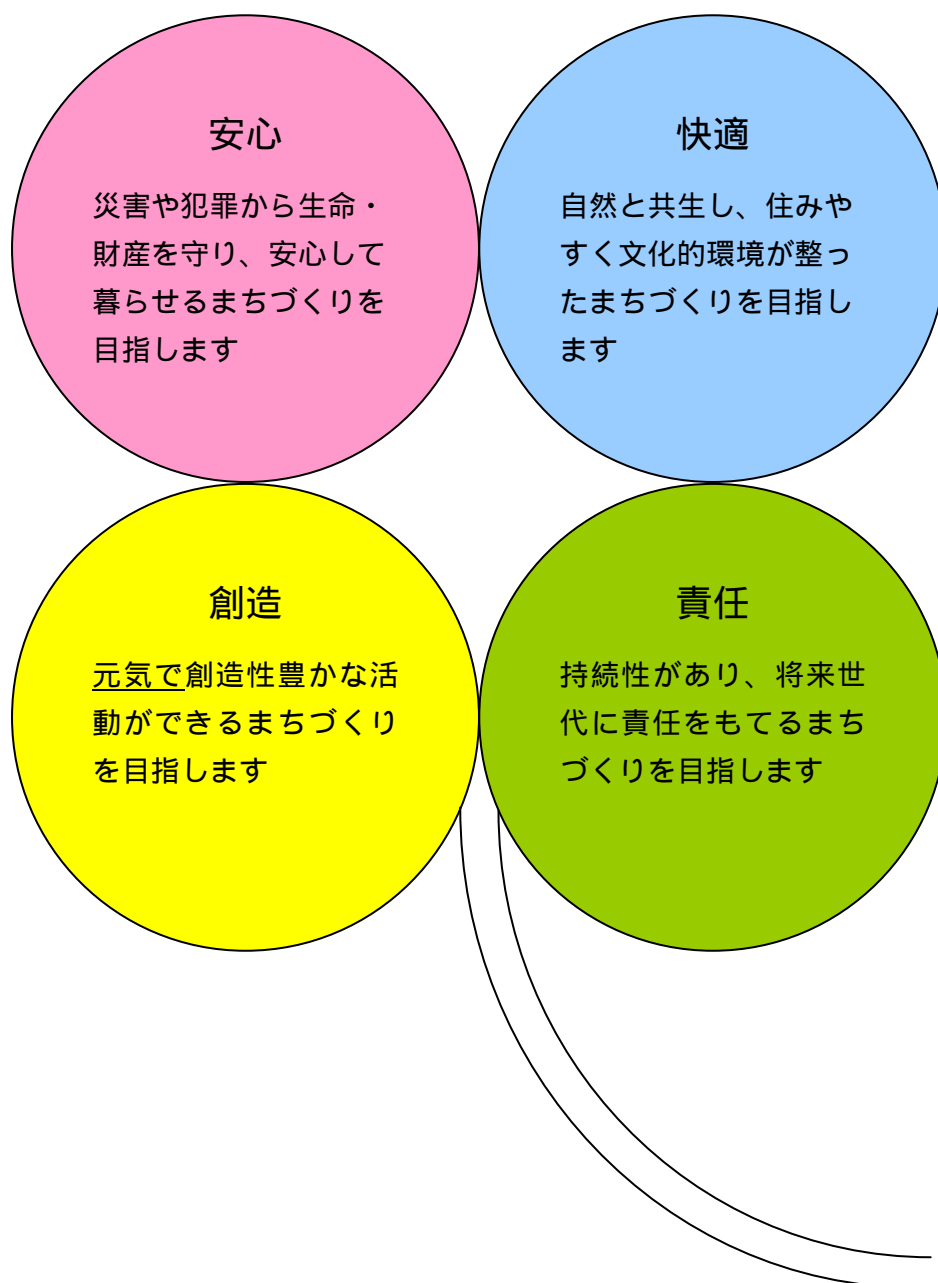 安心
災害や犯罪から生命・
財産を守り、安心して
暮らせるまちづくりを
目指します
快適
自然と共生し、住みや
すく文化的環境が整っ
たまちづくりを目指し
ます
創造
元気で創造性豊かな活
動ができるまちづくり
を目指します
責任
持続性があり、将来世
代に責任をもてるまち
づくりを目指します